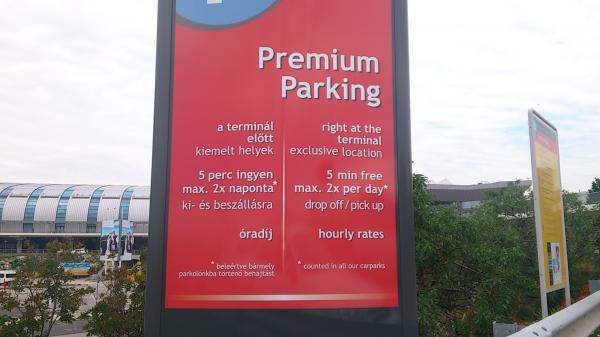 Premium
Parking
a terminál
előtt
kiemelt helyek
5 perc ingyen
max. 2x naponta*
ki- és beszállásra
óradíj
* beleértve bármely
parkolónkba történő behajtást
right at the
terminal
exclusive location
5 min free
max. 2x per day*
drop off / pick up
hourly rates
* counted in all our carparks